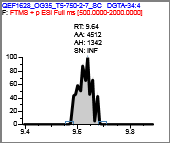 QEF1628_OG35_T5-750-2-7_SC DGTA-34:4
F: FTMS + p ESI Full ms [500.0000-2000.0000]
RT: 9.64
AA: 4512
AH: 1342
SN: INF
100
80
60
40
20
0
9.4
9.6
9.8